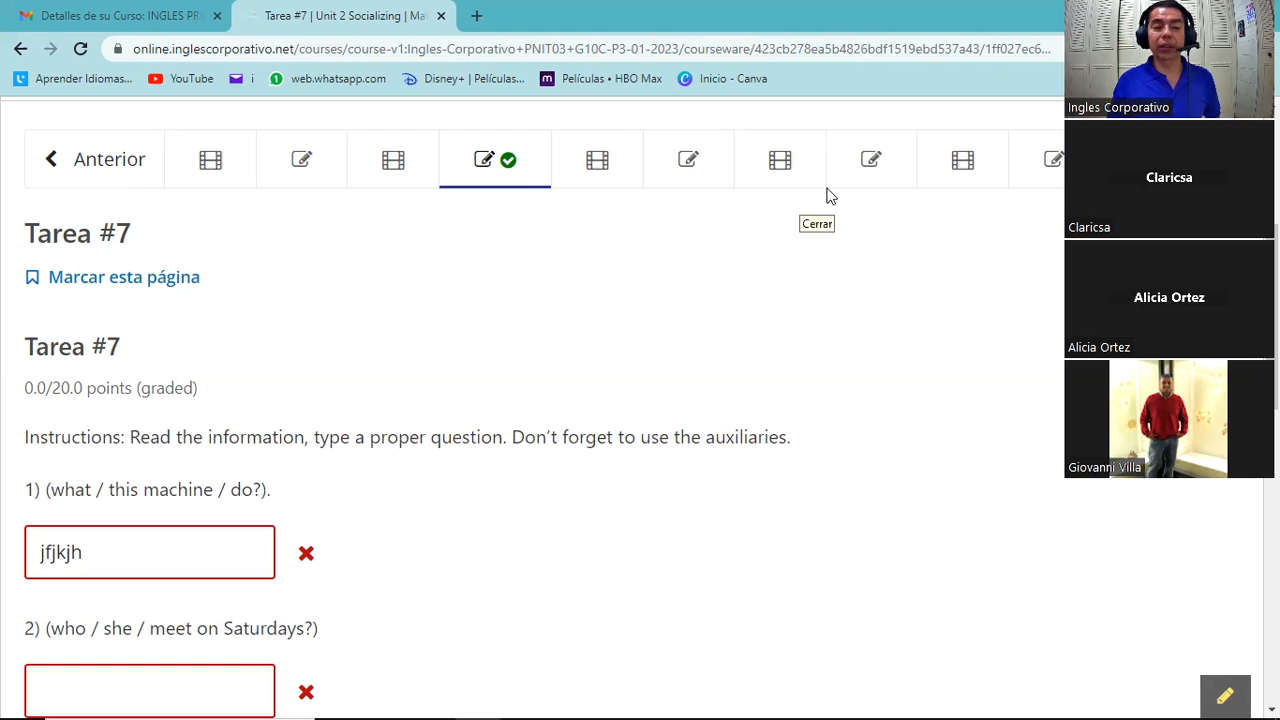 Detalles de su Curso: INGLES PR
Tarea #7 | Unit 2 Socializing | Ma
online.inglescorporativo.net/courses/course-v1:Ingles-Corporativo+PNIT03+G10C-P3-01-2023/courseware/423cb278ea5b4826bdf1519ebd537a43/1ff027ec6...
Aprender Idiomas...
YouTube
i
web.whatsapp.com
Disney+ | Películas...
Películas • HBO Max
Inicio - Canva
Anterior
Cerrar
Tarea #7
Marcar esta página
Tarea #7
0.0/20.0 points (graded)
Instructions: Read the information, type a proper question. Don’t forget to use the auxiliaries.
1) (what / this machine / do?).
jfjkjh
2) (who / she / meet on Saturdays?)
Ingles Corporativo
Claricsa
Claricsa
Alicia Ortez
Alicia Ortez
Giovanni Villa